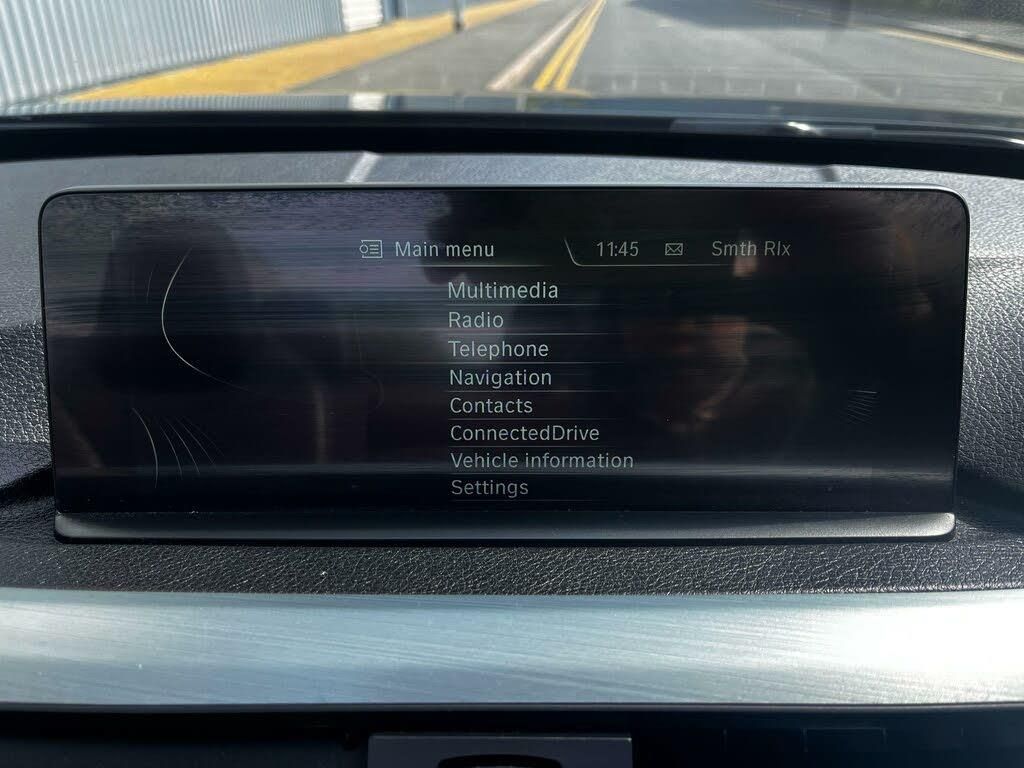 Main menu 11:45 Smth Rlx
Multimedia
Radio
Telephone
Navigation
Contacts
ConnectedDrive
Vehicle information
Settings